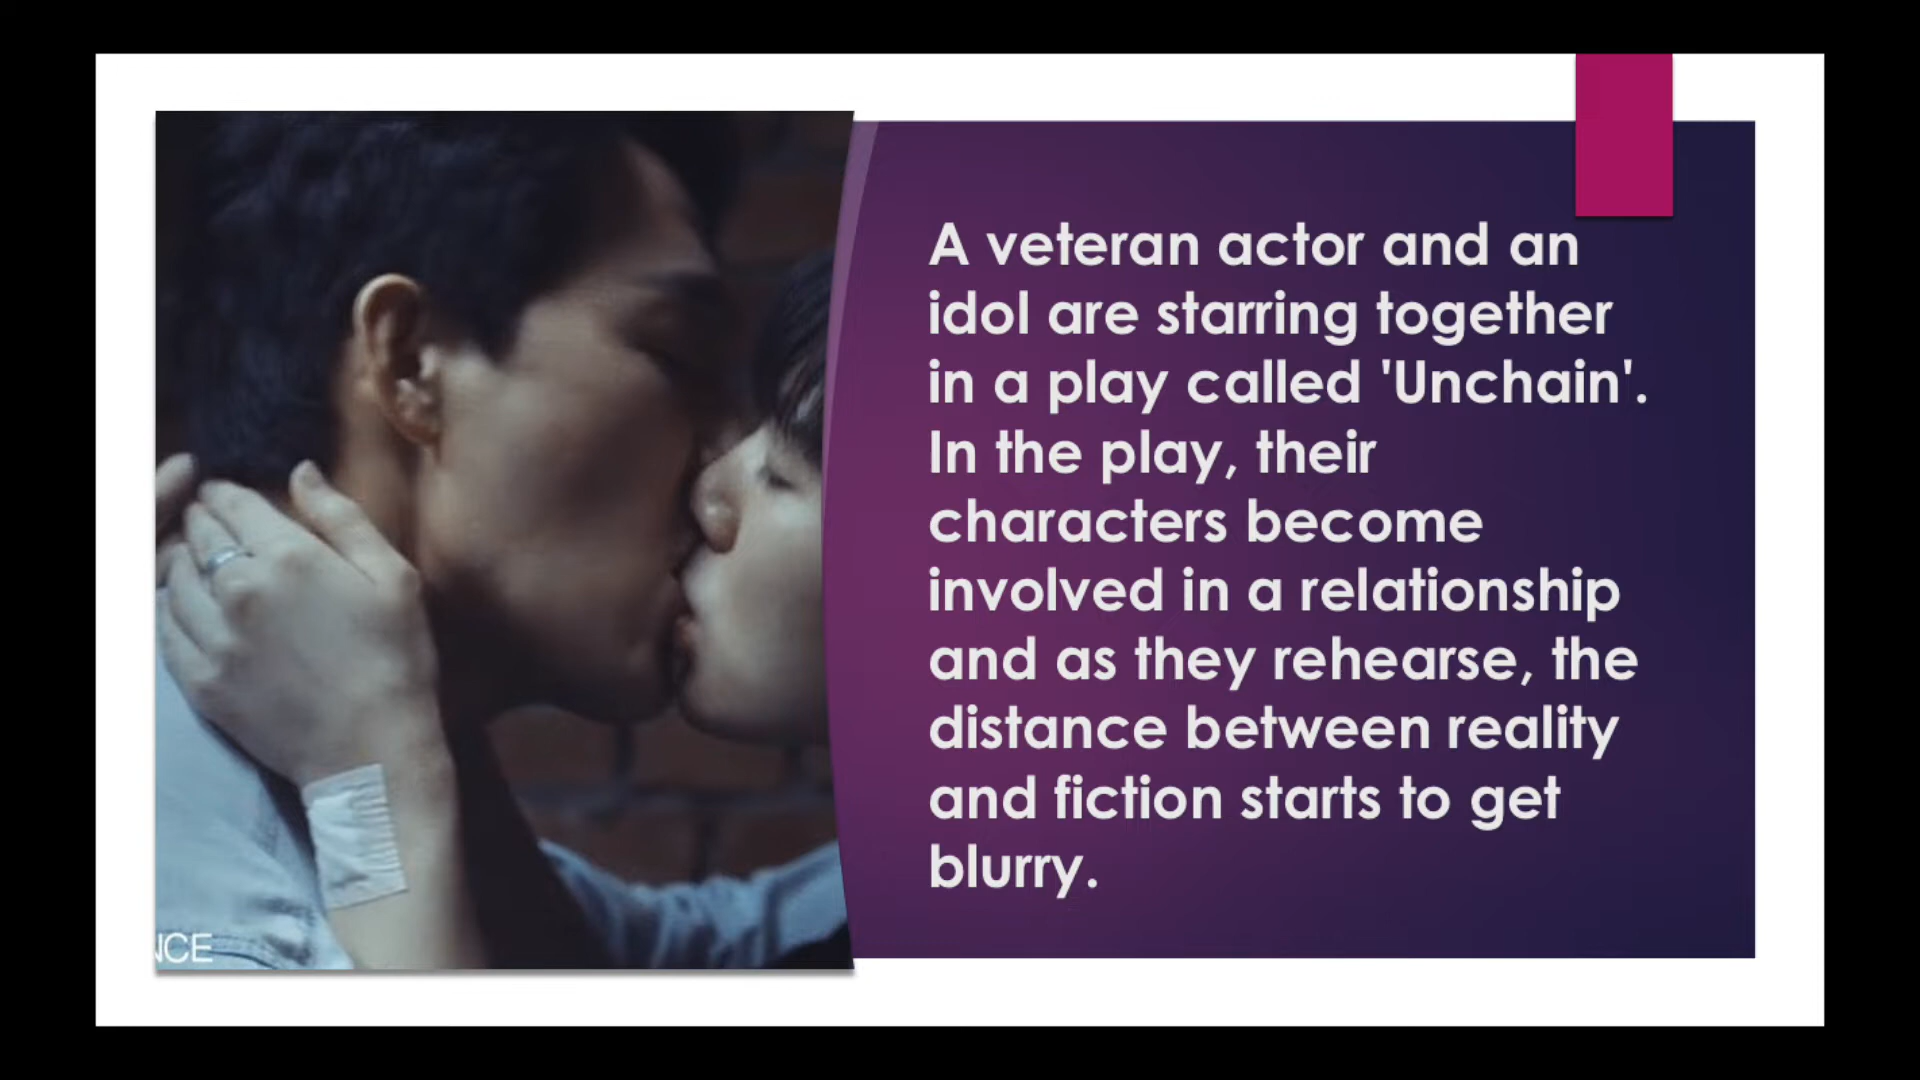 A veteran actor and an
idol are starring together
in a play called 'Unchain'.
In the play, their
characters become
involved in a relationship
and as they rehearse, the
distance between reality
and fiction starts to get
blurry.
NCE